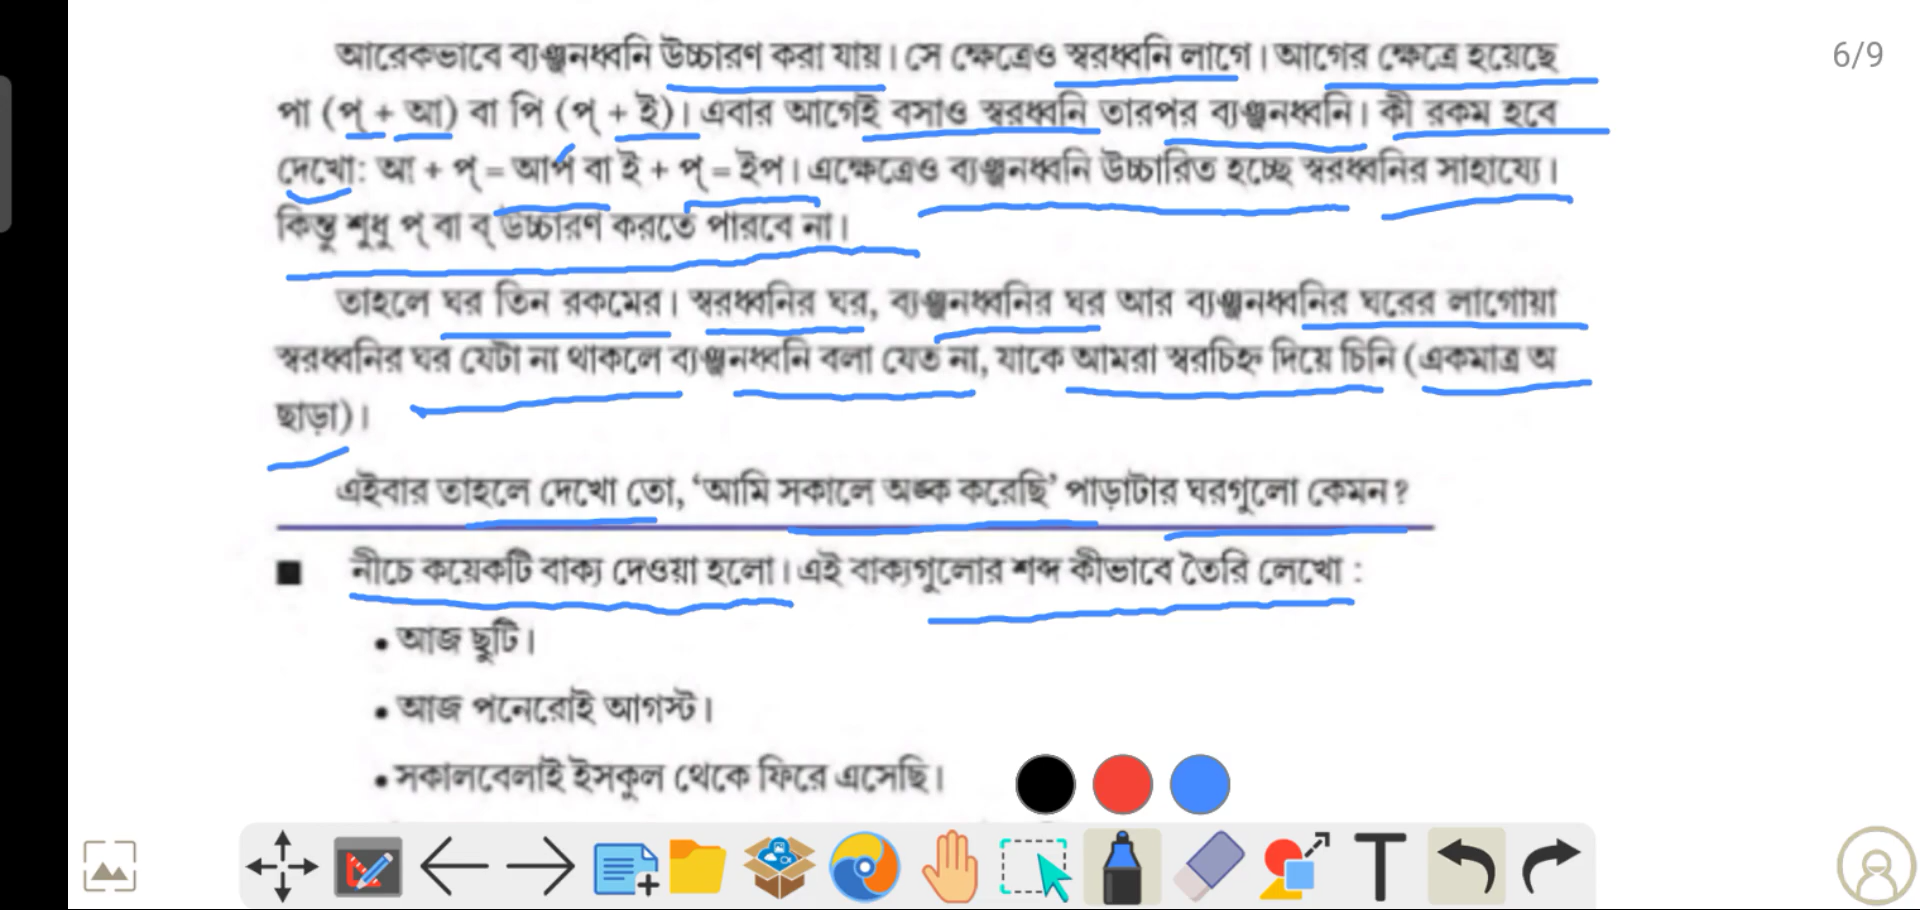 আরেকভাবে ব্যঞ্জনধ্বনি উচ্চারণ করা যায়। সে ক্ষেত্রেও স্বরধ্বনি লাগে। আগের ক্ষেত্রে হয়েছে
6/9
পা (প্ + আ) বা পি (প্ + ই)। এবার আগেই বসাও স্বরধ্বনি তারপর ব্যঞ্জনধ্বনি। কী রকম হবে
দেখো: আ + প্ = আপ বা ই + প্ = ইপ। এক্ষেত্রেও ব্যঞ্জনধ্বনি উচ্চারিত হচ্ছে স্বরধ্বনির সাহায্যে।
কিন্তু শুধু প্ বা ব্ উচ্চারণ করতে পারবে না।
তাহলে ঘর তিন রকমের। স্বরধ্বনির ঘর, ব্যঞ্জনধ্বনির ঘর আর ব্যঞ্জনধ্বনির ঘরের লাগোয়া
স্বরধ্বনির ঘর যেটা না থাকলে ব্যঞ্জনধ্বনি বলা যেত না, যাকে আমরা স্বরচিহ্ন দিয়ে চিনি (একমাত্র অ
ছাড়া)।
এইবার তাহলে দেখো তো, ‘আমি সকালে অঙ্ক করেছি’ পাড়াটার ঘরগুলো কেমন?
■ নীচে কয়েকটি বাক্য দেওয়া হলো। এই বাক্যগুলোর শব্দ কীভাবে তৈরি লেখো :
• আজ ছুটি।
• আজ পনেরোই আগস্ট।
• সকালবেলাই ইসকুল থেকে ফিরে এসেছি।